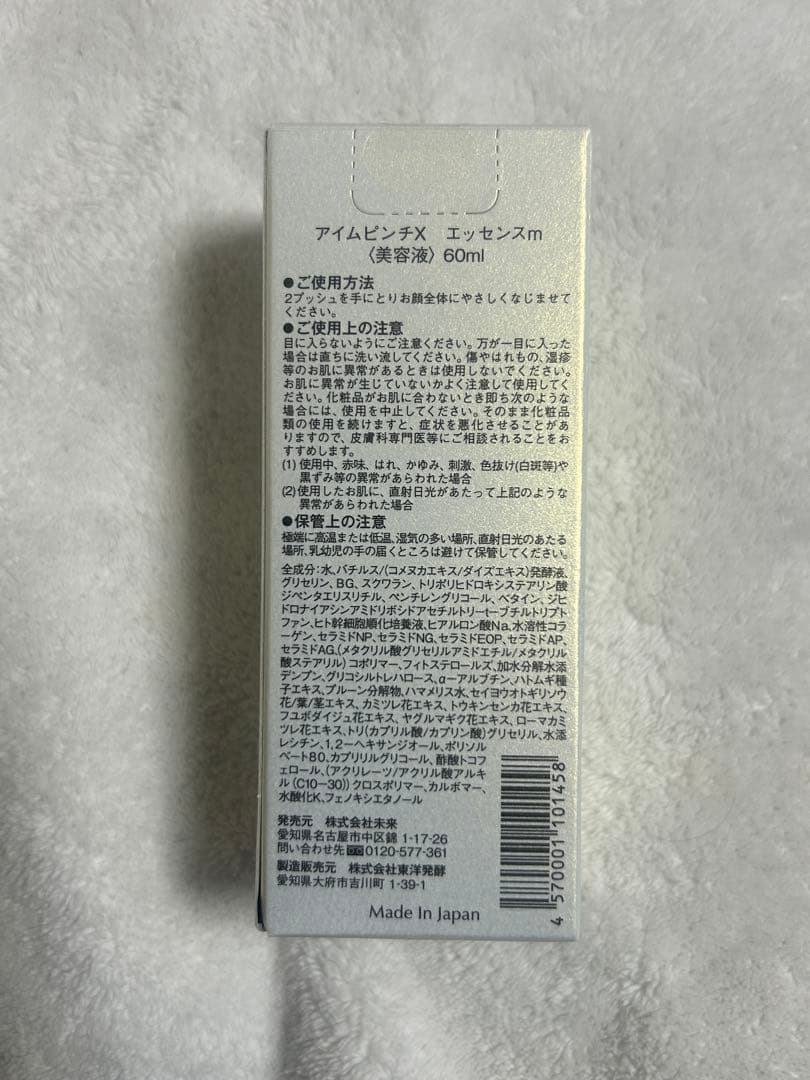 アイムピンチX　エッセンスm
〈美容液〉60ml
●ご使用方法
2プッシュを手にとりお顔全体にやさしくなじませて
ください。
●ご使用上の注意
目に入らないようにご注意ください。万が一目に入った
場合は直ちに洗い流してください。傷やはれもの、湿疹
等のお肌に異常があるときは使用しないでください。
お肌に異常が生じていないかよく注意して使用してく
ださい。化粧品がお肌に合わないとき即ち次のような
場合には、使用を中止してください。そのまま化粧品
類の使用を続けますと、症状を悪化させることがあ
りますので、皮膚科専門医等にご相談されることをお
すすめします。
(1) 使用中、赤味、はれ、かゆみ、刺激、色抜け(白斑等)や
黒ずみ等の異常があらわれた場合
(2)使用したお肌に、直射日光があたって上記のような
異常があらわれた場合
●保管上の注意
極端に高温または低温、湿気の多い場所、直射日光のあたる
場所、乳幼児の手の届くところは避けて保管してください。
全成分：水、バチルス/(コメヌカエキス/ダイズエキス)発酵液、
グリセリン、BG、スクワラン、トリポリヒドロキシステアリン酸
ジペンタエリスリチル、ペンチレングリコール、ベタイン、ジヒ
ドロナイアシンアミドリボシドアセチルトリーt-ブチルトリプト
ファン、ヒト幹細胞順化培養液、ヒアルロン酸Na、水溶性コラ
ーゲン、セラミドNP、セラミドNG、セラミドEOP、セラミドAP、
セラミドAG、(メタクリル酸グリセリルアミドエチル/メタクリル
酸ステアリル)コポリマー、フィトステロールズ、加水分解水添
デンプン、グリコシルトレハロース、α-アルブチン、ハトムギ種
子エキス、プルーン分解物、ハマメリス水、セイヨウオトギリソウ
花/葉/茎エキス、カミツレ花エキス、トウキンセンカ花エキス、
フユボダイジュ花エキス、ヤグルマギク花エキス、ローマカミ
ツレ花エキス、トリ(カプリル酸/カプリン酸)グリセリル、水添
レシチン、1,2-ヘキサンジオール、ポリソル
ベート80、カプリリルグリコール、酢酸トコフ
ェロール、(アクリレーツ/アクリル酸アルキ
ル(C10-30))クロスポリマー、カルボマー、
水酸化K、フェノキシエタノール
発売元　株式会社未来
愛知県名古屋市中区錦 1-17-26
問い合わせ先 0120-577-361
製造販売元　株式会社東洋発酵
愛知県大府市吉川町 1-39-1
Made In Japan
4 570001 101458